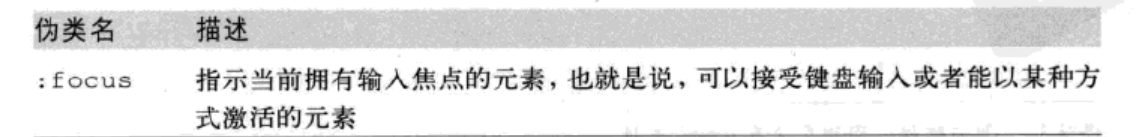 伪类名 描述
:focus 指示当前拥有输入焦点的元素，也就是说，可以接受键盘输入或者能以某种方
式激活的元素